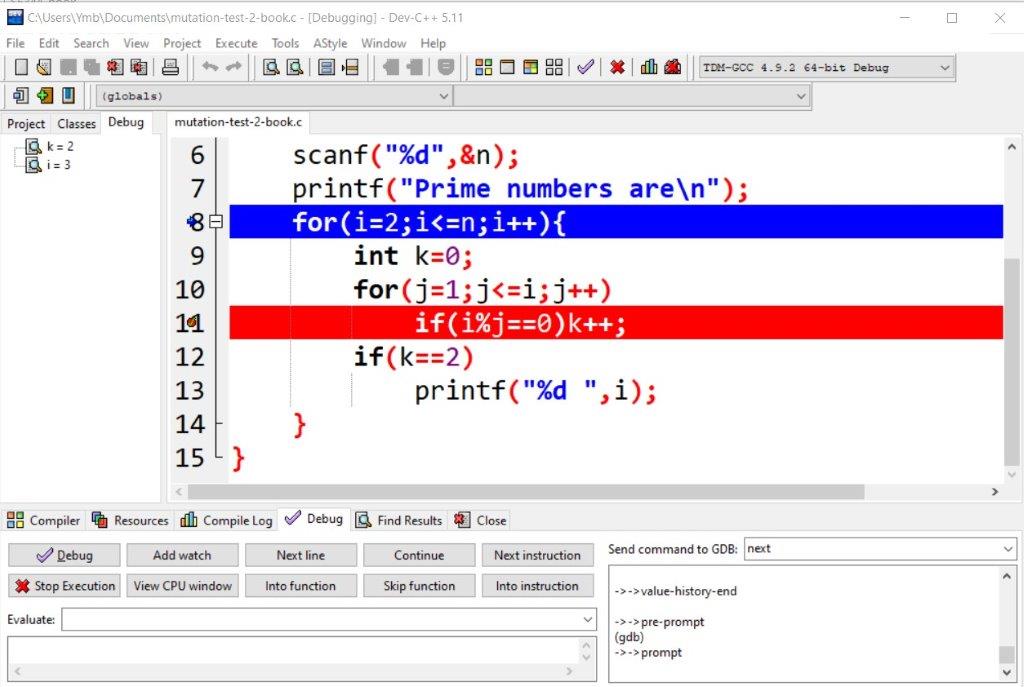 C:\Users\Ymb\Documents\mutation-test-2-book.c - [Debugging] - Dev-C++ 5.11
File Edit Search View Project Execute Tools AStyle Window Help
TDM-GCC 4.9.2 64-bit Debug
(globals)
Project Classes Debug mutation-test-2-book.c
k = 2
i = 3
6 scanf("%d",&n);
7 printf("Prime numbers are\n");
8 for(i=2;i<=n;i++){
9 int k=0;
10 for(j=1;j<=i;j++)
11 if(i%j==0)k++;
12 if(k==2)
13 printf("%d ",i);
14 }
15 }
Compiler Resources Compile Log Debug Find Results Close
Debug Add watch Next line Continue Next instruction Send command to GDB: next
Stop Execution View CPU window Into function Skip function Into instruction
->->value-history-end
Evaluate:
->->pre-prompt
(gdb)
->->prompt